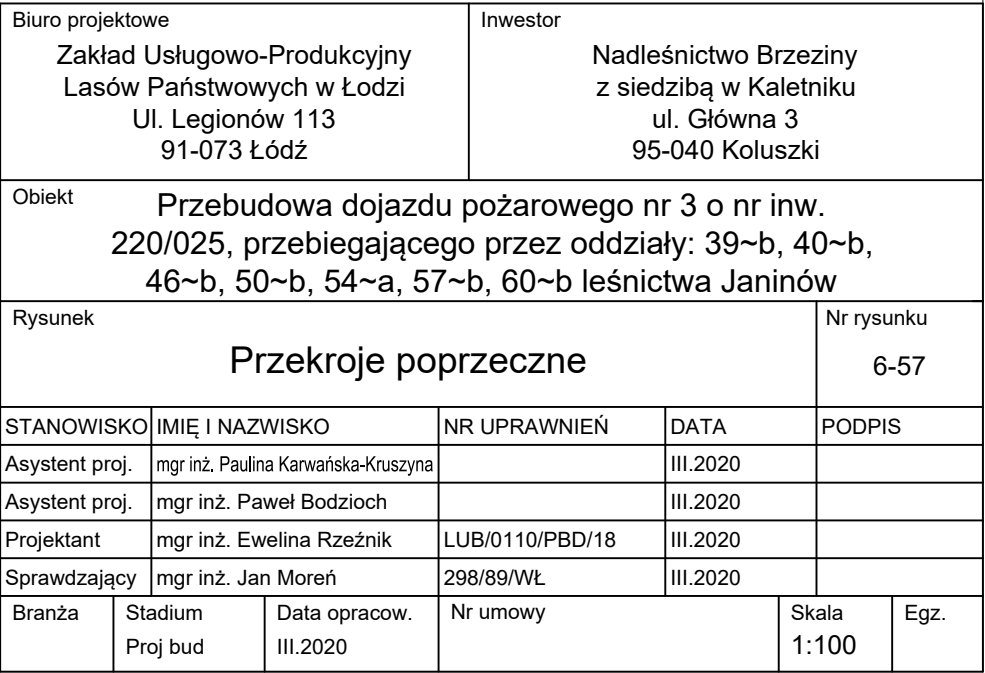 Biuro projektowe
Zakład Usługowo-Produkcyjny
Lasów Państwowych w Łodzi
Ul. Legionów 113
91-073 Łódź
Inwestor
Nadleśnictwo Brzeziny
z siedzibą w Kaletniku
ul. Główna 3
95-040 Koluszki
Obiekt
Przebudowa dojazdu pożarowego nr 3 o nr inw.
220/025, przebiegającego przez oddziały: 39~b, 40~b,
46~b, 50~b, 54~a, 57~b, 60~b leśnictwa Janinów
Rysunek
Przekroje poprzeczne
Nr rysunku
6-57
STANOWISKO IMIĘ I NAZWISKO NR UPRAWNIEŃ DATA PODPIS
Asystent proj. mgr inż. Paulina Karwańska-Kruszyna III.2020
Asystent proj. mgr inż. Paweł Bodzioch III.2020
Projektant mgr inż. Ewelina Rzeźnik LUB/0110/PBD/18 III.2020
Sprawdzający mgr inż. Jan Moreń 298/89/WŁ III.2020
Branża Stadium Data opracow. Nr umowy Skala Egz.
Proj bud III.2020 1:100